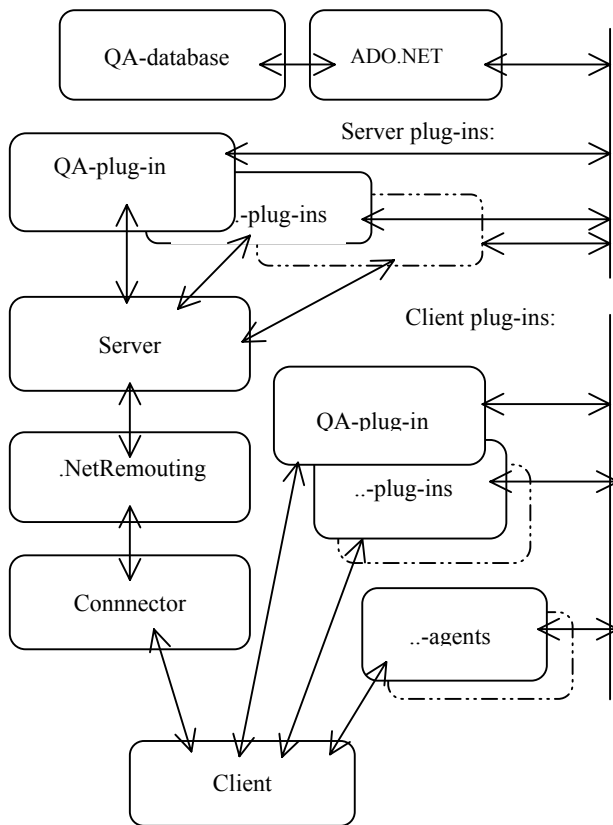 QA-database
ADO.NET
Server plug-ins:
QA-plug-in
..-plug-ins
Server
Client plug-ins:
QA-plug-in
.NetRemouting
..-plug-ins
Connnector
..-agents
Client